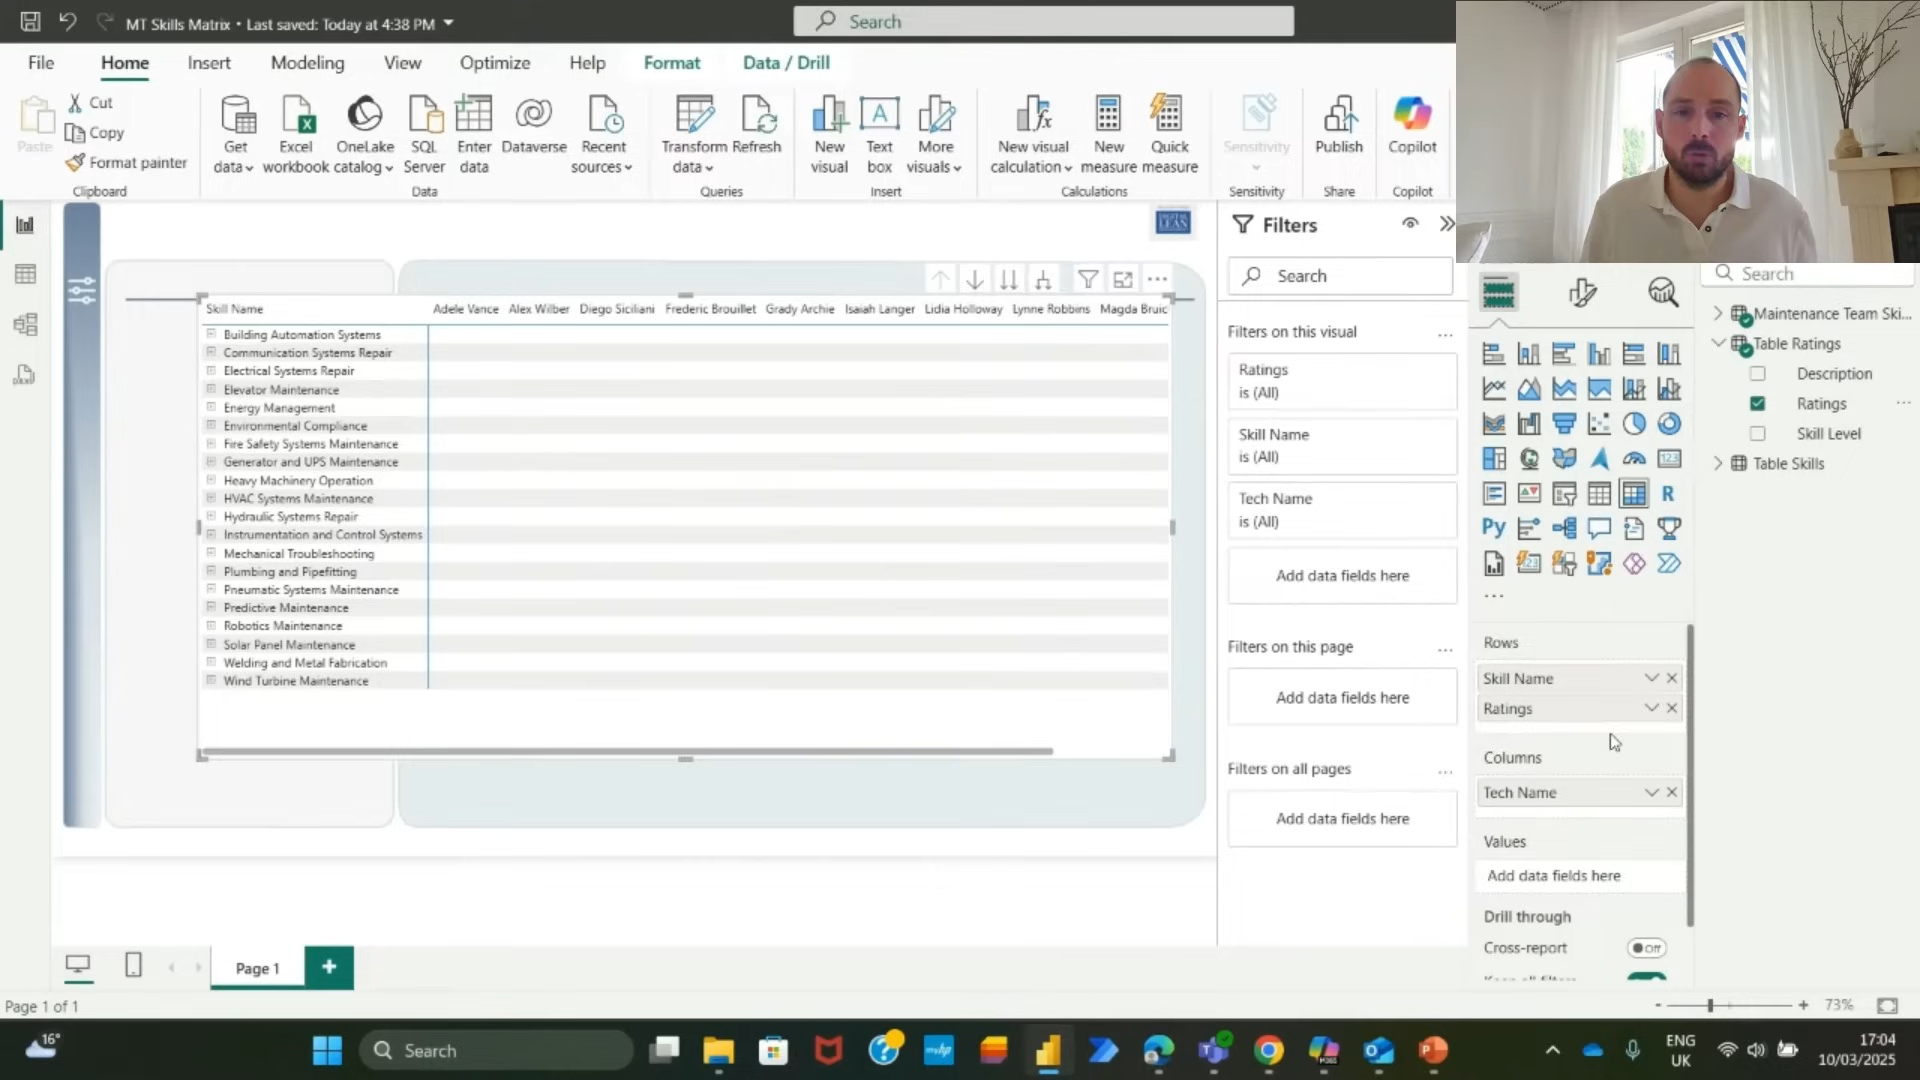 MT Skills Matrix • Last saved: Today at 4:38 PM
Search
File Home Insert Modeling View Optimize Help Format Data / Drill
Paste
Cut
Copy
Format painter
Clipboard
Get data
Excel workbook
OneLake catalog
SQL Server
Enter data
Dataverse
Recent sources
Data
Transform data
Refresh
Queries
New visual
Text box
More visuals
Insert
New visual calculation
New measure
Quick measure
Calculations
Sensitivity
Sensitivity
Publish
Share
Copilot
Copilot
DIGITAL LEAN
Skill Name Adele Vance Alex Wilber Diego Siciliani Frederic Brouillet Grady Archie Isaiah Langer Lidia Holloway Lynne Robbins Magda Bruic
Building Automation Systems
Communication Systems Repair
Electrical Systems Repair
Elevator Maintenance
Energy Management
Environmental Compliance
Fire Safety Systems Maintenance
Generator and UPS Maintenance
Heavy Machinery Operation
HVAC Systems Maintenance
Hydraulic Systems Repair
Instrumentation and Control Systems
Mechanical Troubleshooting
Plumbing and Pipefitting
Pneumatic Systems Maintenance
Predictive Maintenance
Robotics Maintenance
Solar Panel Maintenance
Welding and Metal Fabrication
Wind Turbine Maintenance
Filters
Search
Filters on this visual
Ratings
is (All)
Skill Name
is (All)
Tech Name
is (All)
Add data fields here
Filters on this page
Add data fields here
Filters on all pages
Add data fields here
R
Py
123
Rows
Skill Name
Ratings
Columns
Tech Name
Values
Add data fields here
Drill through
Cross-report
Off
Search
Maintenance Team Ski...
Table Ratings
Description
Ratings
Skill Level
Table Skills
Page 1
Page 1 of 1
73%
16°
Search
ENG
UK
17:04
10/03/2025